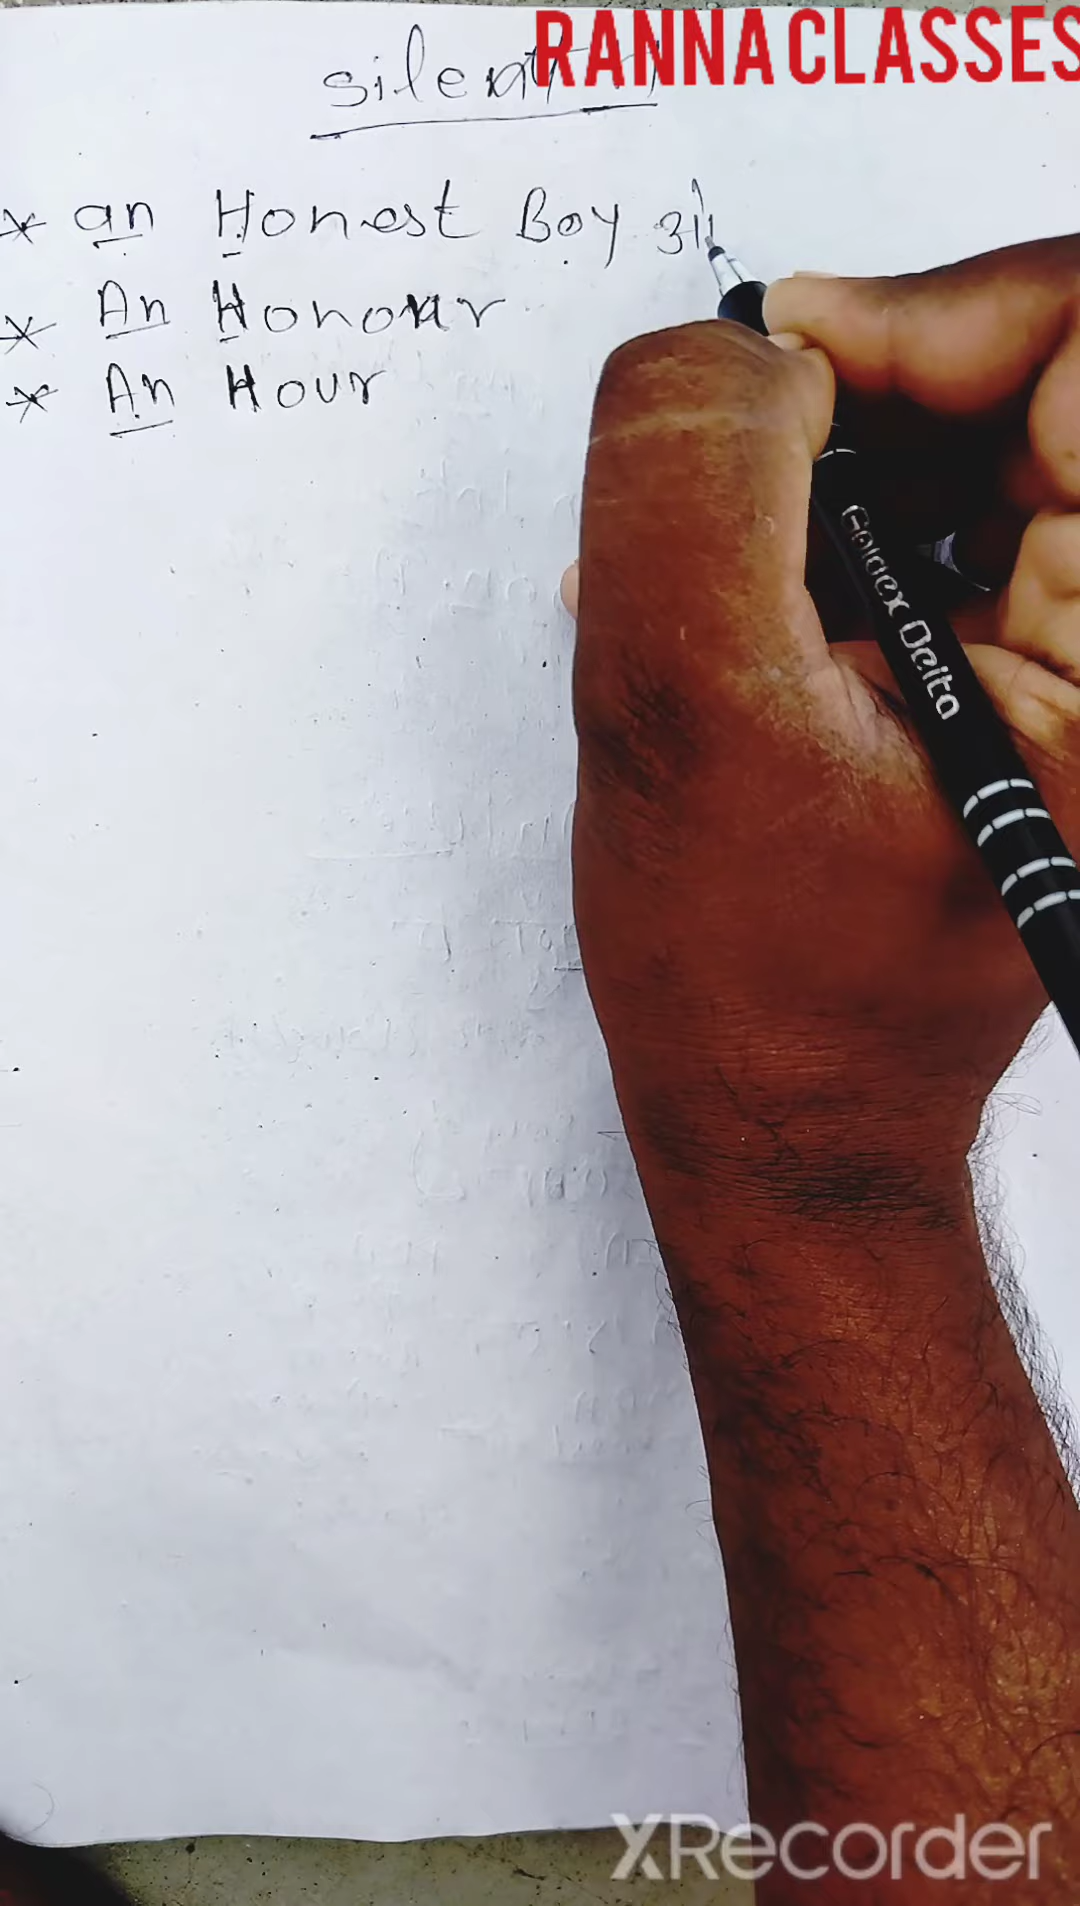 RANNA CLASSES
silent
* an Honest Boy
* An Honour
* An Hour
Goldex Delta
XRecorder